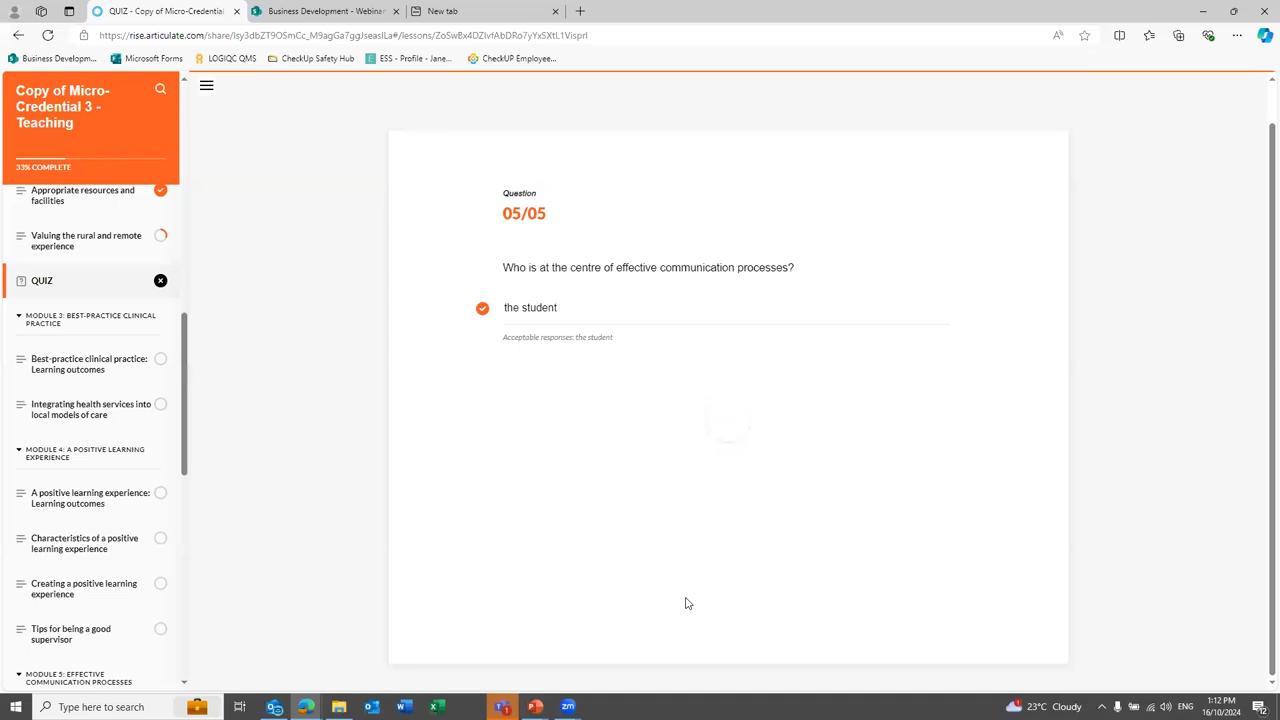 QUIZ - Copy of Micro-Credential 3 -
Business Development - Webinar
New tab
https://rise.articulate.com/share/
Business Developm...
Microsoft Forms
LOGIQC QMS
CheckUP Safety Hub
ESS - Profile - Jane...
CheckUP Employee...
Copy of Micro-
Credential 3 -
Teaching
33% COMPLETE
Appropriate resources and
facilities
Valuing the rural and remote
experience
QUIZ
MODULE 3: BEST-PRACTICE CLINICAL
PRACTICE
Best-practice clinical practice:
Learning outcomes
Integrating health services into
local models of care
MODULE 4: A POSITIVE LEARNING
EXPERIENCE
A positive learning experience:
Learning outcomes
Characteristics of a positive
learning experience
Creating a positive learning
experience
Tips for being a good
supervisor
MODULE 5: EFFECTIVE
COMMUNICATION PROCESSES
Question
05/05
Who is at the centre of effective communication processes?
the student
Acceptable responses: the student
Type here to search
23°C Cloudy
ENG
1:12 PM
16/10/2024